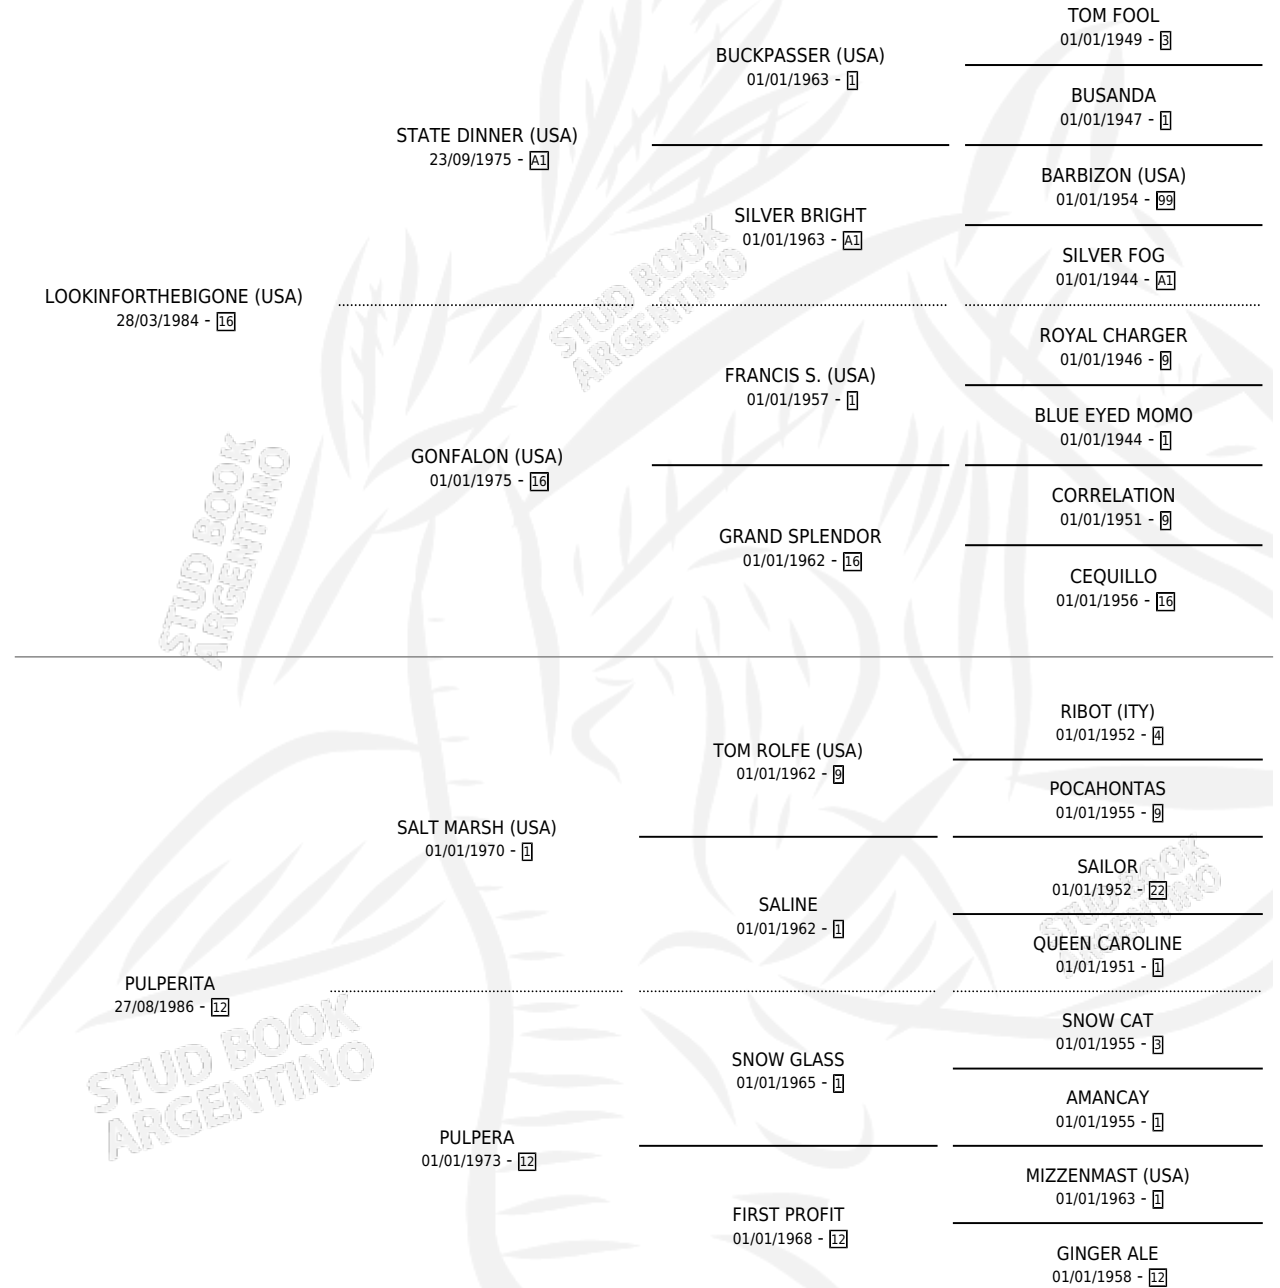 TOM FOOL
01/01/1949 - 3
BUCKPASSER (USA)
01/01/1963 - 1
BUSANDA
01/01/1947 - 1
STATE DINNER (USA)
23/09/1975 - A1
BARBIZON (USA)
01/01/1954 - 99
SILVER BRIGHT
01/01/1963 - A1
SILVER FOG
01/01/1944 - A1
LOOKINFORTHEBIGONE (USA)
28/03/1984 - 16
ROYAL CHARGER
01/01/1946 - 9
FRANCIS S. (USA)
01/01/1957 - 1
BLUE EYED MOMO
01/01/1944 - 1
GONFALON (USA)
01/01/1975 - 16
CORRELATION
01/01/1951 - 9
GRAND SPLENDOR
01/01/1962 - 16
CEQUILLO
01/01/1956 - 16
RIBOT (ITY)
01/01/1952 - 4
TOM ROLFE (USA)
01/01/1962 - 9
POCAHONTAS
01/01/1955 - 9
SALT MARSH (USA)
01/01/1970 - 1
SAILOR
01/01/1952 - 22
SALINE
01/01/1962 - 1
QUEEN CAROLINE
01/01/1951 - 1
PULPERITA
27/08/1986 - 12
SNOW CAT
01/01/1955 - 3
SNOW GLASS
01/01/1965 - 1
AMANCAY
01/01/1955 - 1
PULPERA
01/01/1973 - 12
MIZZENMAST (USA)
01/01/1963 - 1
FIRST PROFIT
01/01/1968 - 12
GINGER ALE
01/01/1958 - 12
STUD BOOK
ARGENTINO
STUD BOOK
ARGENTINO
STUD BOOK
ARGENTINO
STUD BOOK
ARGENTINO